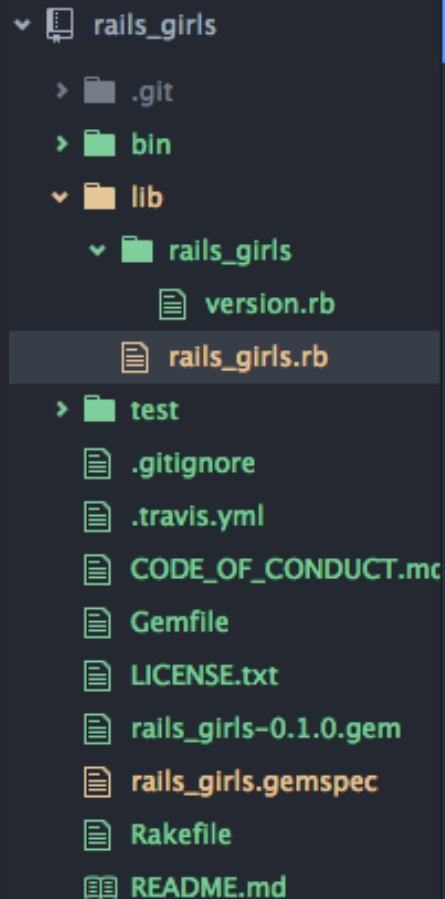 rails_girls
.git
bin
lib
rails_girls
version.rb
rails_girls.rb
test
.gitignore
.travis.yml
CODE_OF_CONDUCT.mc
Gemfile
LICENSE.txt
rails_girls-0.1.0.gem
rails_girls.gemspec
Rakefile
README.md